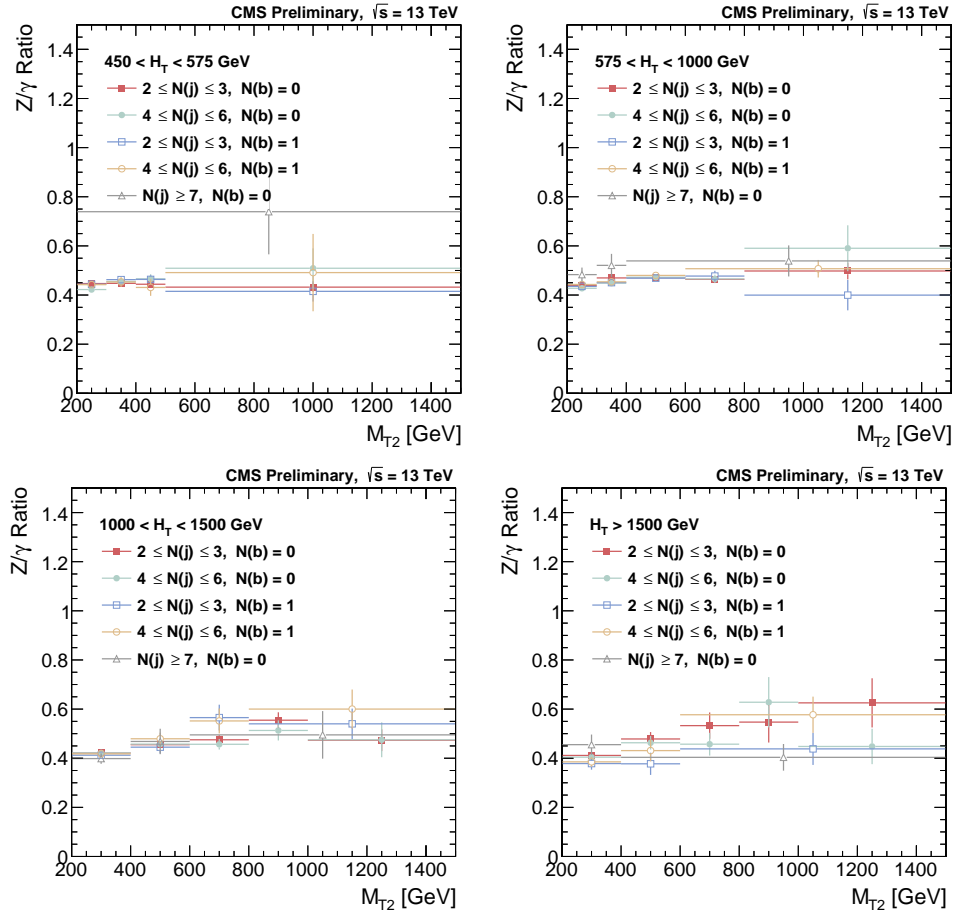 CMS Preliminary, √s = 13 TeV
Z/γ Ratio
450 < H_T < 575 GeV
2 ≤ N(j) ≤ 3, N(b) = 0
4 ≤ N(j) ≤ 6, N(b) = 0
2 ≤ N(j) ≤ 3, N(b) = 1
4 ≤ N(j) ≤ 6, N(b) = 1
N(j) ≥ 7, N(b) = 0
1.4
1.2
1
0.8
0.6
0.4
0.2
0
200 400 600 800 1000 1200 1400
M_T2 [GeV]
CMS Preliminary, √s = 13 TeV
Z/γ Ratio
575 < H_T < 1000 GeV
2 ≤ N(j) ≤ 3, N(b) = 0
4 ≤ N(j) ≤ 6, N(b) = 0
2 ≤ N(j) ≤ 3, N(b) = 1
4 ≤ N(j) ≤ 6, N(b) = 1
N(j) ≥ 7, N(b) = 0
1.4
1.2
1
0.8
0.6
0.4
0.2
0
200 400 600 800 1000 1200 1400
M_T2 [GeV]
CMS Preliminary, √s = 13 TeV
Z/γ Ratio
1000 < H_T < 1500 GeV
2 ≤ N(j) ≤ 3, N(b) = 0
4 ≤ N(j) ≤ 6, N(b) = 0
2 ≤ N(j) ≤ 3, N(b) = 1
4 ≤ N(j) ≤ 6, N(b) = 1
N(j) ≥ 7, N(b) = 0
1.4
1.2
1
0.8
0.6
0.4
0.2
0
200 400 600 800 1000 1200 1400
M_T2 [GeV]
CMS Preliminary, √s = 13 TeV
Z/γ Ratio
H_T > 1500 GeV
2 ≤ N(j) ≤ 3, N(b) = 0
4 ≤ N(j) ≤ 6, N(b) = 0
2 ≤ N(j) ≤ 3, N(b) = 1
4 ≤ N(j) ≤ 6, N(b) = 1
N(j) ≥ 7, N(b) = 0
1.4
1.2
1
0.8
0.6
0.4
0.2
0
200 400 600 800 1000 1200 1400
M_T2 [GeV]